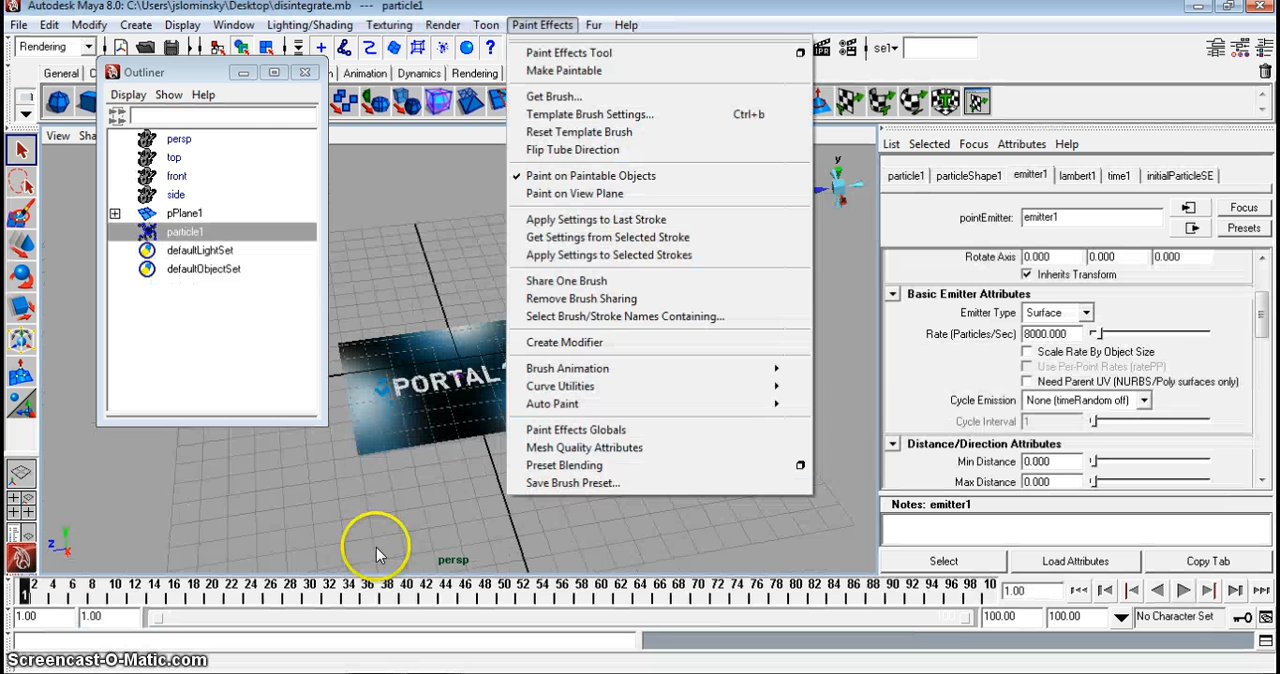 Autodesk Maya 8.0: C:\Users\jslominsky\Desktop\disintegrate.mb --- particle1
File Edit Modify Create Display Window Lighting/Shading Texturing Render Toon Paint Effects Fur Help
Rendering
sel
General
Animation Dynamics Rendering
Outliner
Display Show Help
persp
top
front
side
pPlane1
particle1
defaultLightSet
defaultObjectSet
View
PORTAL
persp
Paint Effects Tool
Make Paintable
Get Brush...
Template Brush Settings... Ctrl+b
Reset Template Brush
Flip Tube Direction
Paint on Paintable Objects
Paint on View Plane
Apply Settings to Last Stroke
Get Settings from Selected Stroke
Apply Settings to Selected Strokes
Share One Brush
Remove Brush Sharing
Select Brush/Stroke Names Containing...
Create Modifier
Brush Animation
Curve Utilities
Auto Paint
Paint Effects Globals
Mesh Quality Attributes
Preset Blending
Save Brush Preset...
y
z
x
List Selected Focus Attributes Help
particle1 particleShape1 emitter1 lambert1 time1 initialParticleSE
pointEmitter: emitter1
Focus
Presets
Rotate Axis 0.000 0.000 0.000
Inherits Transform
Basic Emitter Attributes
Emitter Type Surface
Rate (Particles/Sec) 8000.000
Scale Rate By Object Size
Use Per-Point Rates (ratePP)
Need Parent UV (NURBS/Poly surfaces only)
Cycle Emission None (timeRandom off)
Cycle Interval 1
Distance/Direction Attributes
Min Distance 0.000
Max Distance 0.000
Notes: emitter1
Select Load Attributes Copy Tab
1 2 4 6 8 10 12 14 16 18 20 22 24 26 28 30 32 34 36 38 40 42 44 46 48 50 52 54 56 58 60 62 64 66 68 70 72 74 76 78 80 82 84 86 88 90 92 94 96 98 10 1.00
1.00 1.00 100.00 100.00 No Character Set
Screencast-O-Matic.com